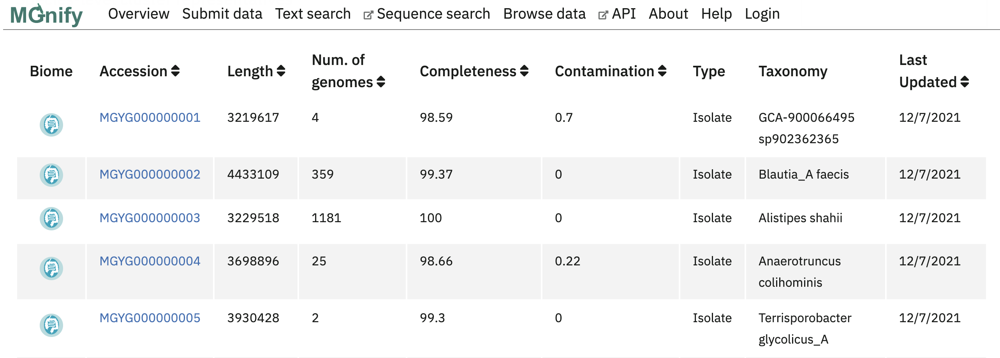 MGnify Overview Submit data Text search Sequence search Browse data API About Help Login
Biome Accession Length Num. of genomes Completeness Contamination Type Taxonomy Last Updated
MGYG000000001 3219617 4 98.59 0.7 Isolate GCA-900066495 12/7/2021
sp902362365
MGYG000000002 4433109 359 99.37 0 Isolate Blautia_A faecis 12/7/2021
MGYG000000003 3229518 1181 100 0 Isolate Alistipes shahii 12/7/2021
MGYG000000004 3698896 25 98.66 0.22 Isolate Anaerotruncus 12/7/2021
colihominis
MGYG000000005 3930428 2 99.3 0 Isolate Terrisporobacter 12/7/2021
glycolicus_A